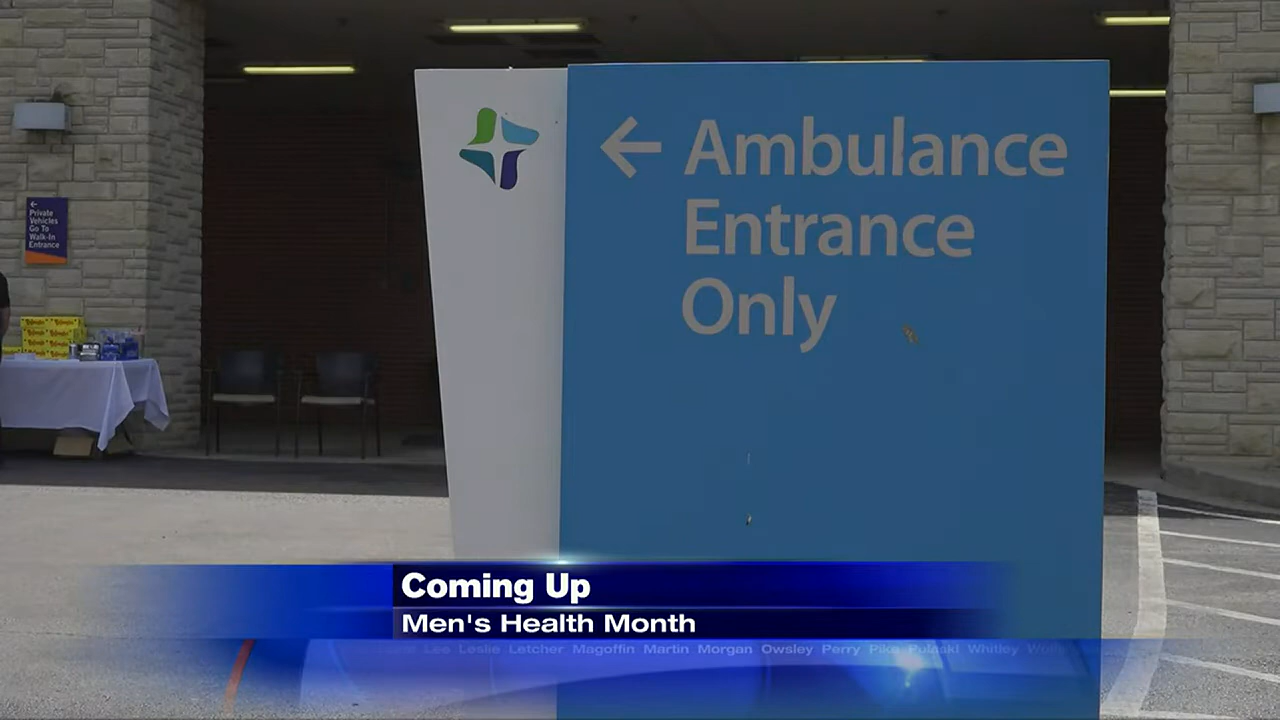 ← Ambulance
Entrance
Only
←
Private
Vehicles
Go To
Walk-In
Entrance
Coming Up
Men's Health Month
Lee Leslie Letcher Magoffin Martin Morgan Owsley Perry Pike Pulaski Whitley